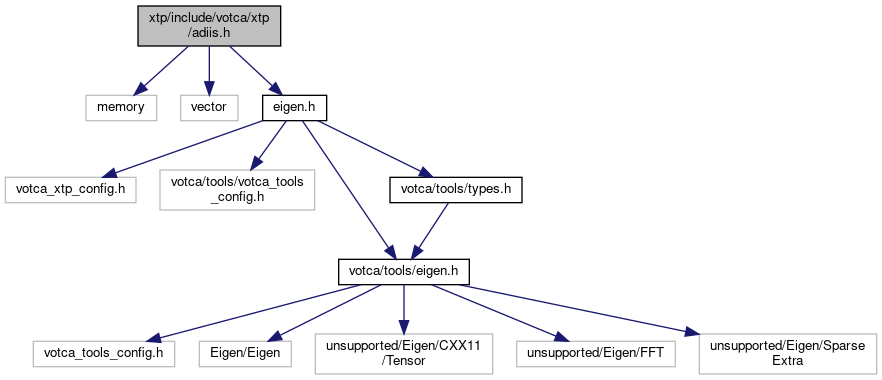 xtp/include/votca/xtp
/adiis.h
memory
vector
eigen.h
votca_xtp_config.h
votca/tools/votca_tools
_config.h
votca/tools/types.h
votca/tools/eigen.h
votca_tools_config.h
Eigen/Eigen
unsupported/Eigen/CXX11
/Tensor
unsupported/Eigen/FFT
unsupported/Eigen/Sparse
Extra